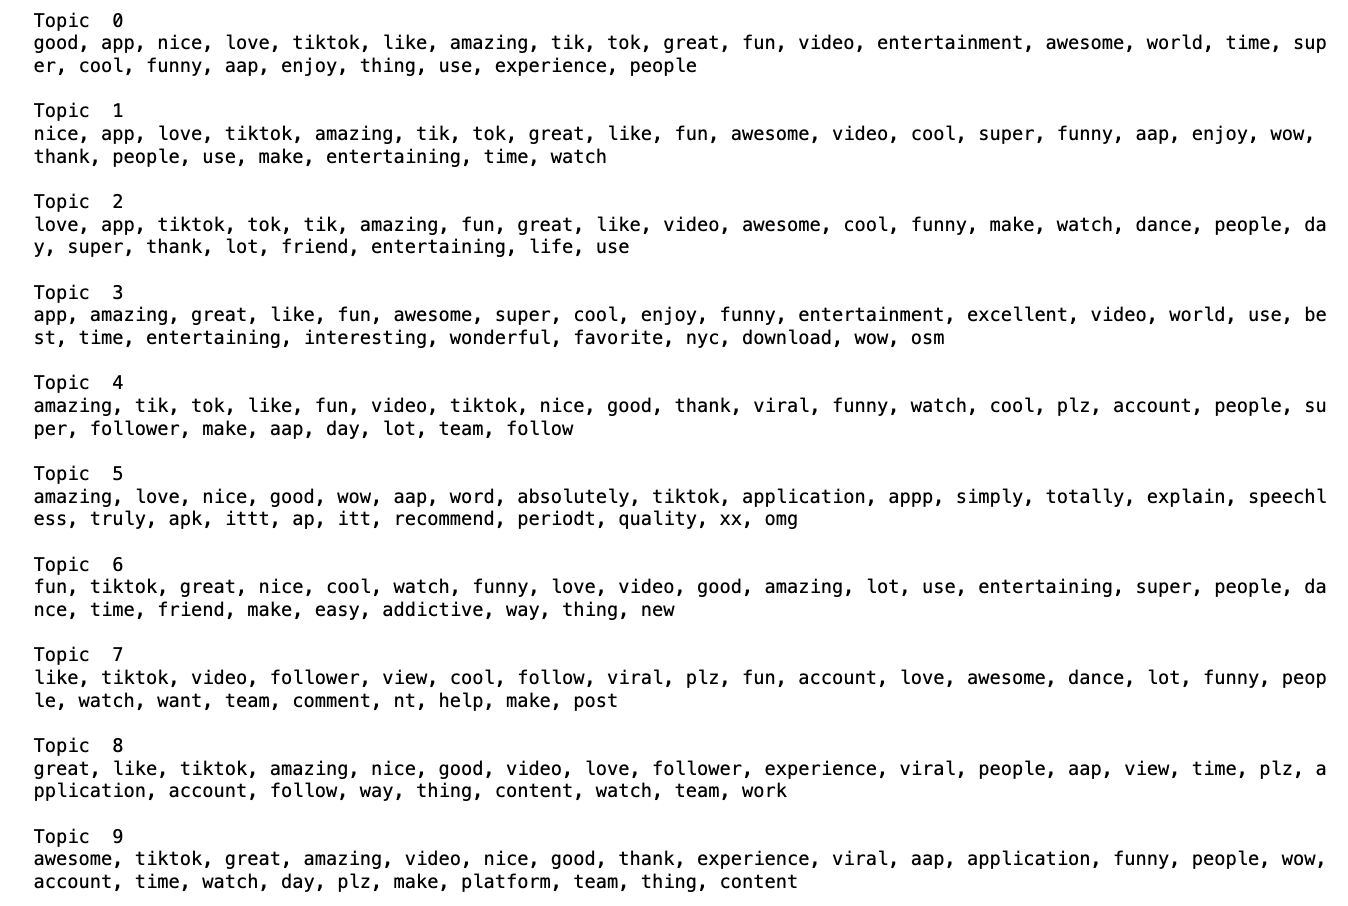 Topic  0
good, app, nice, love, tiktok, like, amazing, tik, tok, great, fun, video, entertainment, awesome, world, time, sup
er, cool, funny, aap, enjoy, thing, use, experience, people
Topic  1
nice, app, love, tiktok, amazing, tik, tok, great, like, fun, awesome, video, cool, super, funny, aap, enjoy, wow,
thank, people, use, make, entertaining, time, watch
Topic  2
love, app, tiktok, tok, tik, amazing, fun, great, like, video, awesome, cool, funny, make, watch, dance, people, da
y, super, thank, lot, friend, entertaining, life, use
Topic  3
app, amazing, great, like, fun, awesome, super, cool, enjoy, funny, entertainment, excellent, video, world, use, be
st, time, entertaining, interesting, wonderful, favorite, nyc, download, wow, osm
Topic  4
amazing, tik, tok, like, fun, video, tiktok, nice, good, thank, viral, funny, watch, cool, plz, account, people, su
per, follower, make, aap, day, lot, team, follow
Topic  5
amazing, love, nice, good, wow, aap, word, absolutely, tiktok, application, appp, simply, totally, explain, speechl
ess, truly, apk, ittt, ap, itt, recommend, periodt, quality, xx, omg
Topic  6
fun, tiktok, great, nice, cool, watch, funny, love, video, good, amazing, lot, use, entertaining, super, people, da
nce, time, friend, make, easy, addictive, way, thing, new
Topic  7
like, tiktok, video, follower, view, cool, follow, viral, plz, fun, account, love, awesome, dance, lot, funny, peop
le, watch, want, team, comment, nt, help, make, post
Topic  8
great, like, tiktok, amazing, nice, good, video, love, follower, experience, viral, people, aap, view, time, plz, a
pplication, account, follow, way, thing, content, watch, team, work
Topic  9
awesome, tiktok, great, amazing, video, nice, good, thank, experience, viral, aap, application, funny, people, wow,
account, time, watch, day, plz, make, platform, team, thing, content